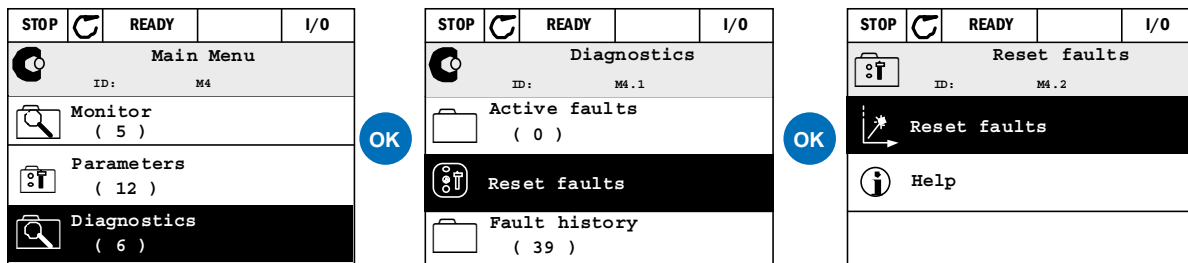 STOP READY I/O
Main Menu
ID: M4
Monitor
( 5 )
Parameters
( 12 )
Diagnostics
( 6 )
OK
STOP READY I/O
Diagnostics
ID: M4.1
Active faults
( 0 )
Reset faults
Fault history
( 39 )
OK
STOP READY I/O
Reset faults
ID: M4.2
Reset faults
Help